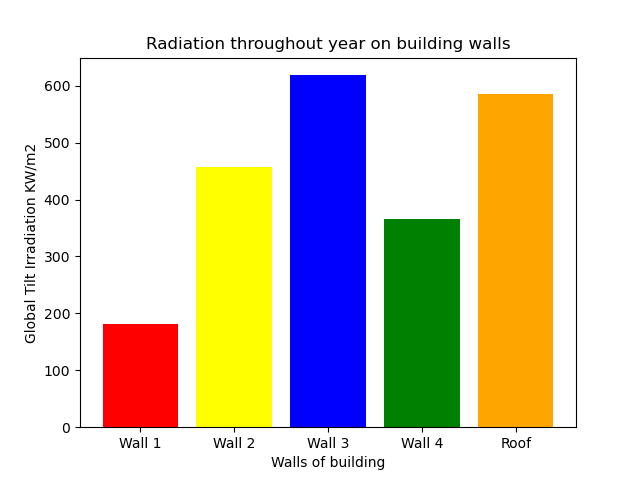 Radiation throughout year on building walls
Global Tilt Irradiation KW/m2
600
500
400
300
200
100
0
Wall 1 Wall 2 Wall 3 Wall 4 Roof
Walls of building